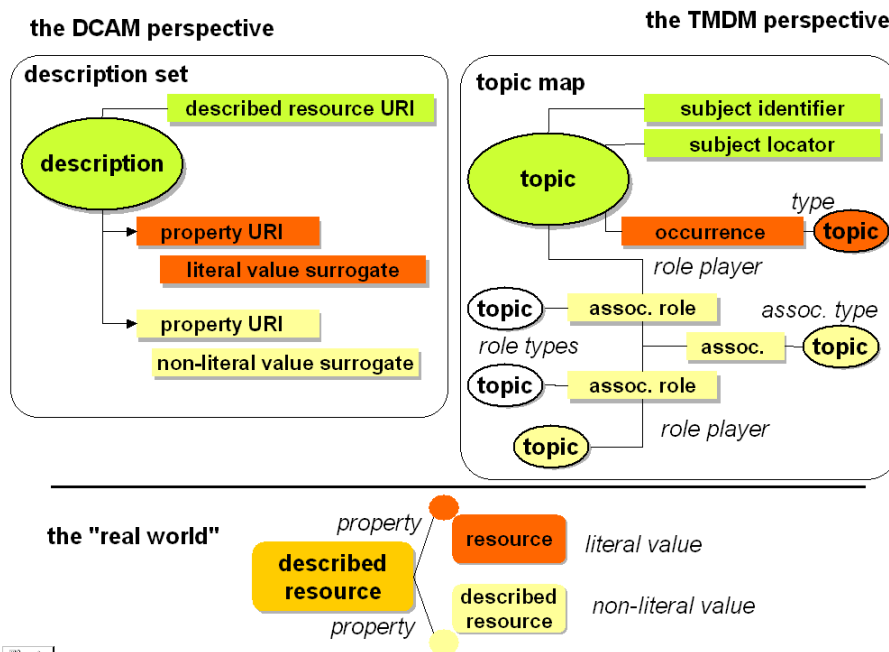 the DCAM perspective
the TMDM perspective
description set
described resource URI
description
property URI
literal value surrogate
property URI
non-literal value surrogate
topic map
subject identifier
subject locator
topic
type
occurrence
topic
role player
topic
assoc. role
assoc. type
role types
assoc.
topic
topic
assoc. role
role player
topic
the "real world"
property
resource
literal value
described
resource
described
resource
non-literal value
property